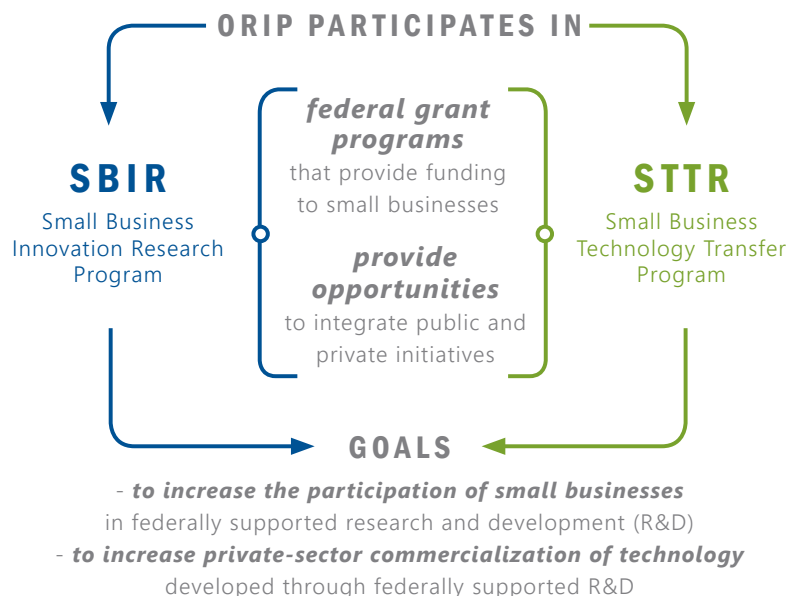 ORIP PARTICIPATES IN
SBIR
Small Business
Innovation Research
Program
federal grant
programs
that provide funding
to small businesses
provide
opportunities
to integrate public and
private initiatives
STTR
Small Business
Technology Transfer
Program
GOALS
- to increase the participation of small businesses
in federally supported research and development (R&D)
- to increase private-sector commercialization of technology
developed through federally supported R&D